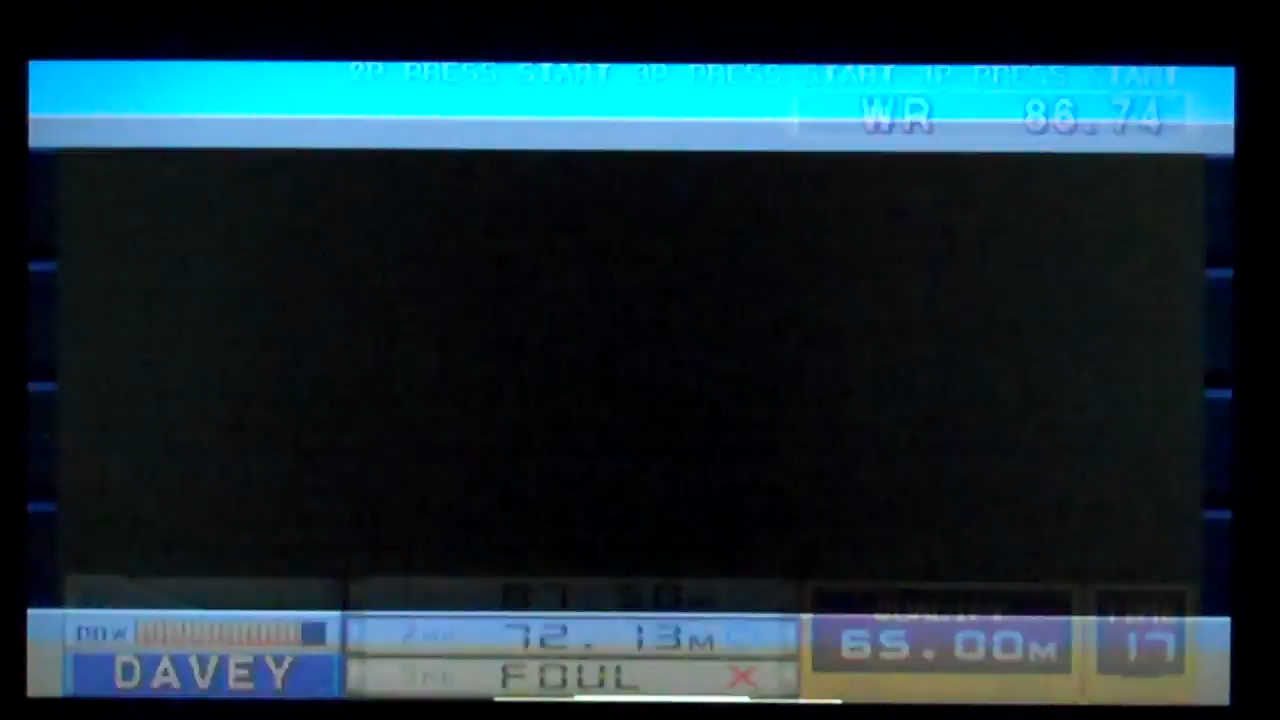 2P PRESS START 3P PRESS START 4P PRESS START
WR 86.74
POW
72.13M
65.00M
17
DAVEY
FOUL X